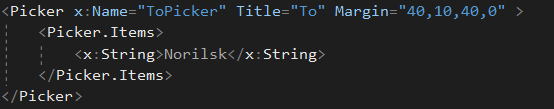 <Picker x:Name="ToPicker" Title="To" Margin="40,10,40,0" >
<Picker.Items>
<x:String>Norilsk</x:String>
</Picker.Items>
</Picker>